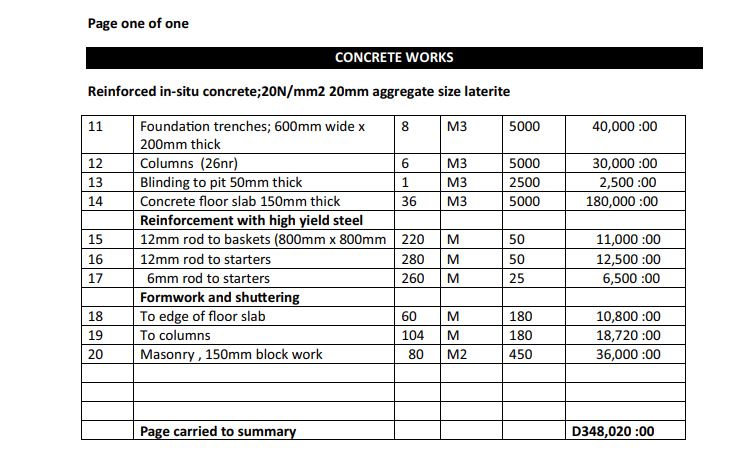 Page one of one
CONCRETE WORKS
Reinforced in-situ concrete;20N/mm2 20mm aggregate size laterite
11 Foundation trenches; 600mm wide x 8 M3 5000 40,000 :00
200mm thick
12 Columns (26nr) 6 M3 5000 30,000 :00
13 Blinding to pit 50mm thick 1 M3 2500 2,500 :00
14 Concrete floor slab 150mm thick 36 M3 5000 180,000 :00
Reinforcement with high yield steel
15 12mm rod to baskets (800mm x 800mm 220 M 50 11,000 :00
16 12mm rod to starters 280 M 50 12,500 :00
17 6mm rod to starters 260 M 25 6,500 :00
Formwork and shuttering
18 To edge of floor slab 60 M 180 10,800 :00
19 To columns 104 M 180 18,720 :00
20 Masonry , 150mm block work 80 M2 450 36,000 :00
Page carried to summary D348,020 :00